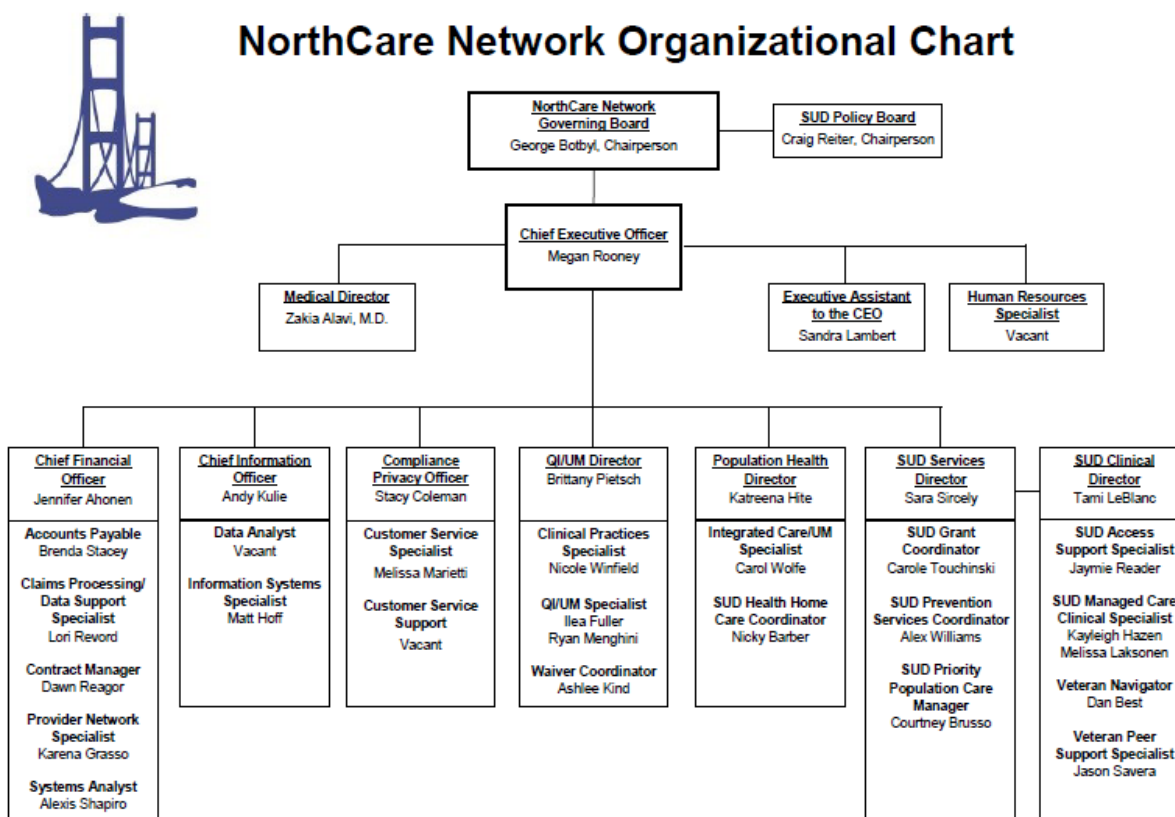 NorthCare Network Organizational Chart
NorthCare Network
Governing Board
George Botbyl, Chairperson
SUD Policy Board
Craig Reiter, Chairperson
Chief Executive Officer
Megan Rooney
Medical Director
Zakia Alavi, M.D.
Executive Assistant
to the CEO
Sandra Lambert
Human Resources
Specialist
Vacant
Chief Financial
Officer
Jennifer Ahonen
Accounts Payable
Brenda Stacey
Claims Processing/
Data Support
Specialist
Lori Revord
Contract Manager
Dawn Reagor
Provider Network
Specialist
Karena Grasso
Systems Analyst
Alexis Shapiro
Chief Information
Officer
Andy Kulie
Data Analyst
Vacant
Information Systems
Specialist
Matt Hoff
Compliance
Privacy Officer
Stacy Coleman
Customer Service
Specialist
Melissa Marietti
Customer Service
Support
Vacant
QI/UM Director
Brittany Pietsch
Clinical Practices
Specialist
Nicole Winfield
QI/UM Specialist
Ilea Fuller
Ryan Menghini
Waiver Coordinator
Ashlee Kind
Population Health
Director
Katreena Hite
Integrated Care/UM
Specialist
Carol Wolfe
SUD Health Home
Care Coordinator
Nicky Barber
SUD Services
Director
Sara Sircely
SUD Grant
Coordinator
Carole Touchinski
SUD Prevention
Services Coordinator
Alex Williams
SUD Priority
Population Care
Manager
Courtney Brusso
SUD Clinical
Director
Tami LeBlanc
SUD Access
Support Specialist
Jaymie Reader
SUD Managed Care
Clinical Specialist
Kayleigh Hazen
Melissa Laksonen
Veteran Navigator
Dan Best
Veteran Peer
Support Specialist
Jason Savera